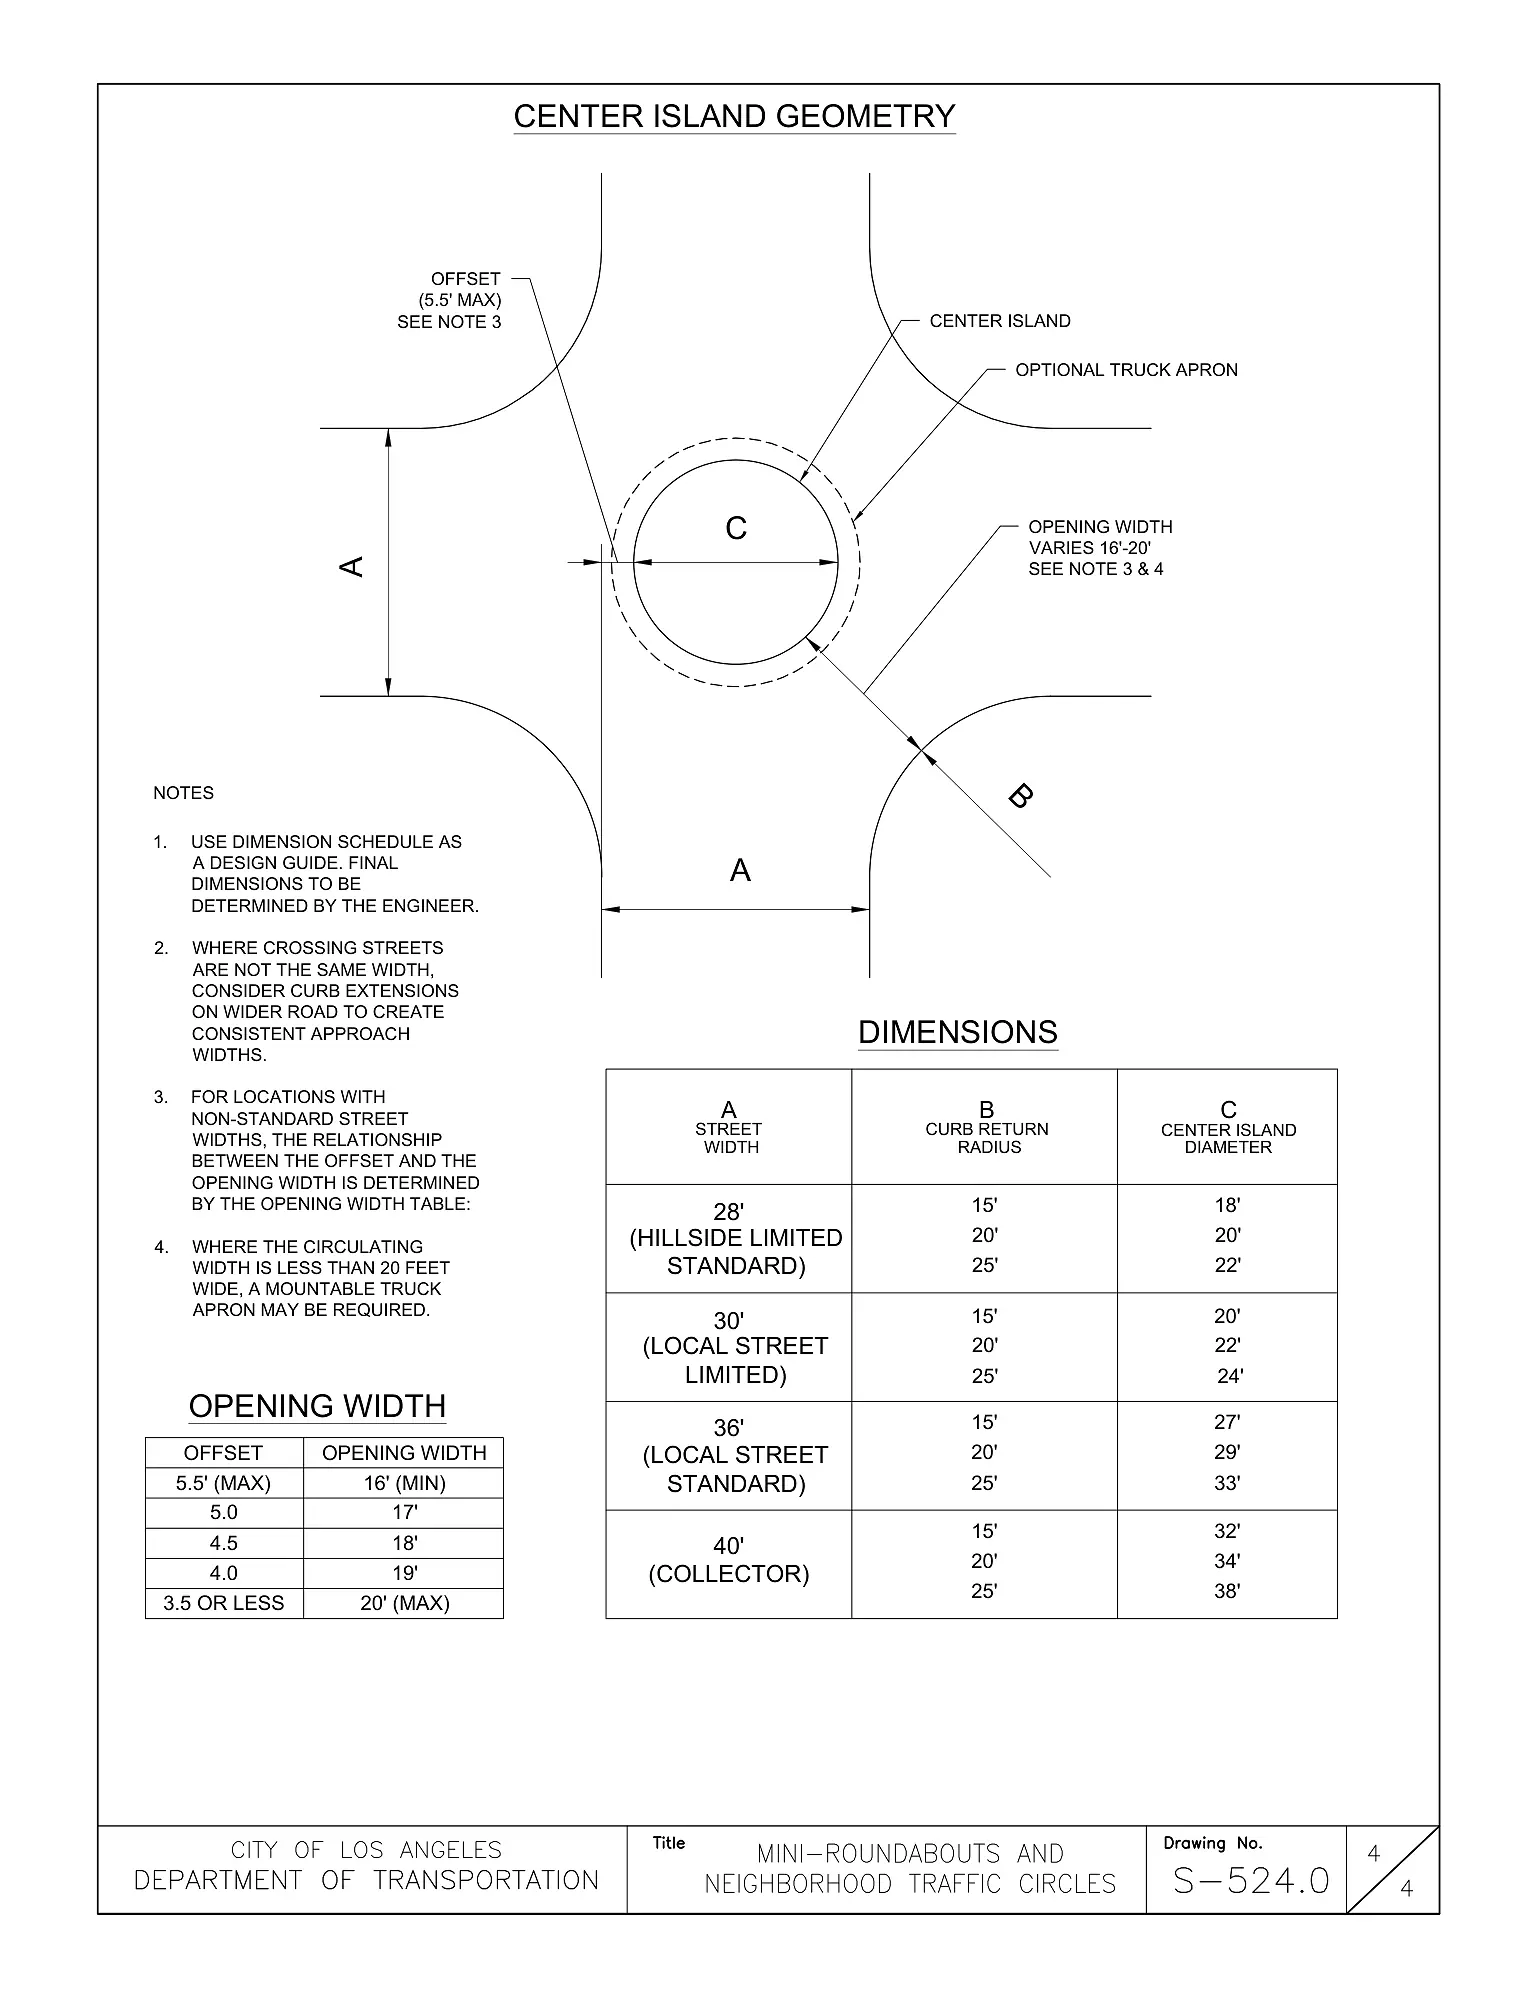 CENTER ISLAND GEOMETRY
OFFSET
(5.5' MAX)
SEE NOTE 3
CENTER ISLAND
OPTIONAL TRUCK APRON
C
A
OPENING WIDTH
VARIES 16'-20'
SEE NOTE 3 & 4
B
A
NOTES
1. USE DIMENSION SCHEDULE AS
A DESIGN GUIDE. FINAL
DIMENSIONS TO BE
DETERMINED BY THE ENGINEER.
2. WHERE CROSSING STREETS
ARE NOT THE SAME WIDTH,
CONSIDER CURB EXTENSIONS
ON WIDER ROAD TO CREATE
CONSISTENT APPROACH
WIDTHS.
3. FOR LOCATIONS WITH
NON-STANDARD STREET
WIDTHS, THE RELATIONSHIP
BETWEEN THE OFFSET AND THE
OPENING WIDTH IS DETERMINED
BY THE OPENING WIDTH TABLE:
4. WHERE THE CIRCULATING
WIDTH IS LESS THAN 20 FEET
WIDE, A MOUNTABLE TRUCK
APRON MAY BE REQUIRED.
OPENING WIDTH
OFFSET OPENING WIDTH
5.5' (MAX) 16' (MIN)
5.0 17'
4.5 18'
4.0 19'
3.5 OR LESS 20' (MAX)
DIMENSIONS
A B C
STREET CURB RETURN CENTER ISLAND
WIDTH RADIUS DIAMETER
28' 15' 18'
(HILLSIDE LIMITED 20' 20'
STANDARD) 25' 22'
30' 15' 20'
(LOCAL STREET 20' 22'
LIMITED) 25' 24'
36' 15' 27'
(LOCAL STREET 20' 29'
STANDARD) 25' 33'
40' 15' 32'
(COLLECTOR) 20' 34'
25' 38'
CITY OF LOS ANGELES
DEPARTMENT OF TRANSPORTATION
Title
MINI-ROUNDABOUTS AND
NEIGHBORHOOD TRAFFIC CIRCLES
Drawing No.
S-524.0
4
4